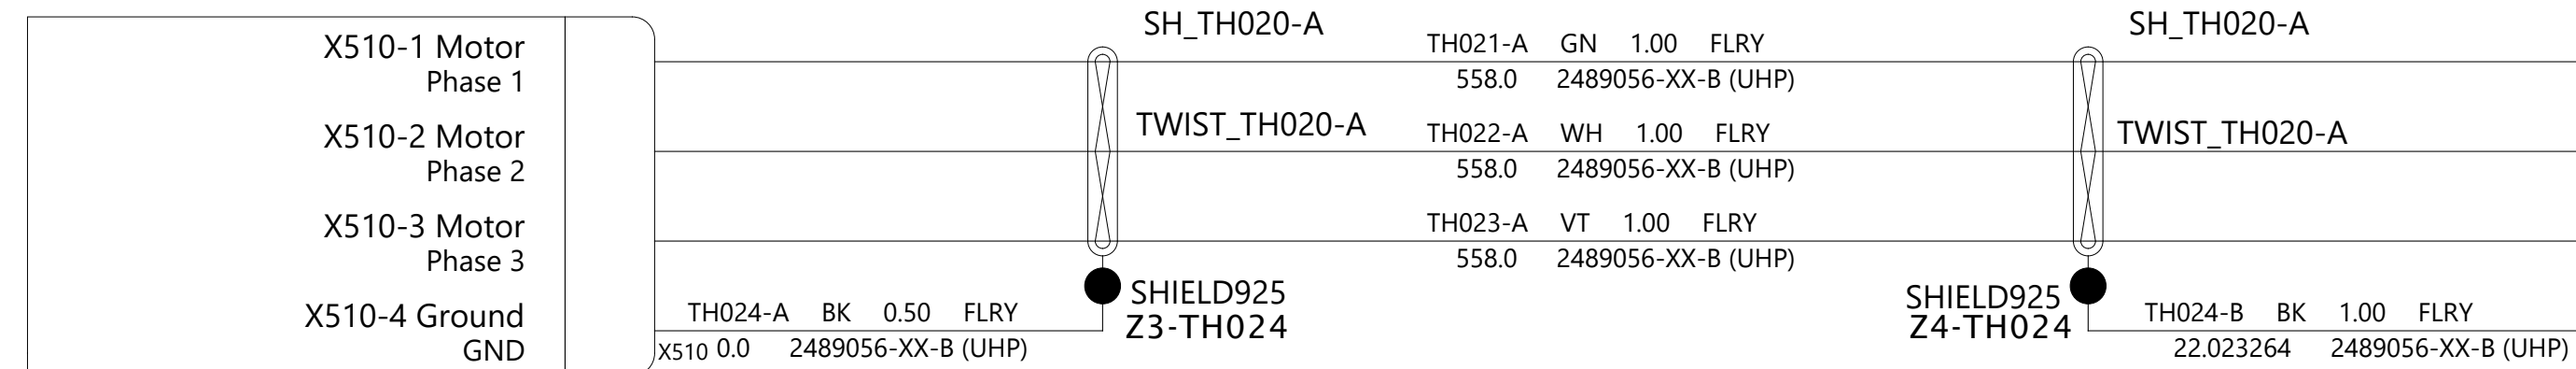 SH_TH020-A
SH_TH020-A
X510-1 Motor
Phase 1
TH021-A GN 1.00 FLRY
558.0 2489056-XX-B (UHP)
X510-2 Motor
Phase 2
TWIST_TH020-A
TH022-A WH 1.00 FLRY
558.0 2489056-XX-B (UHP)
TWIST_TH020-A
X510-3 Motor
Phase 3
TH023-A VT 1.00 FLRY
558.0 2489056-XX-B (UHP)
X510-4 Ground
GND
TH024-A BK 0.50 FLRY
X510 0.0 2489056-XX-B (UHP)
SHIELD925
Z3-TH024
SHIELD925
Z4-TH024
TH024-B BK 1.00 FLRY
22.023264 2489056-XX-B (UHP)